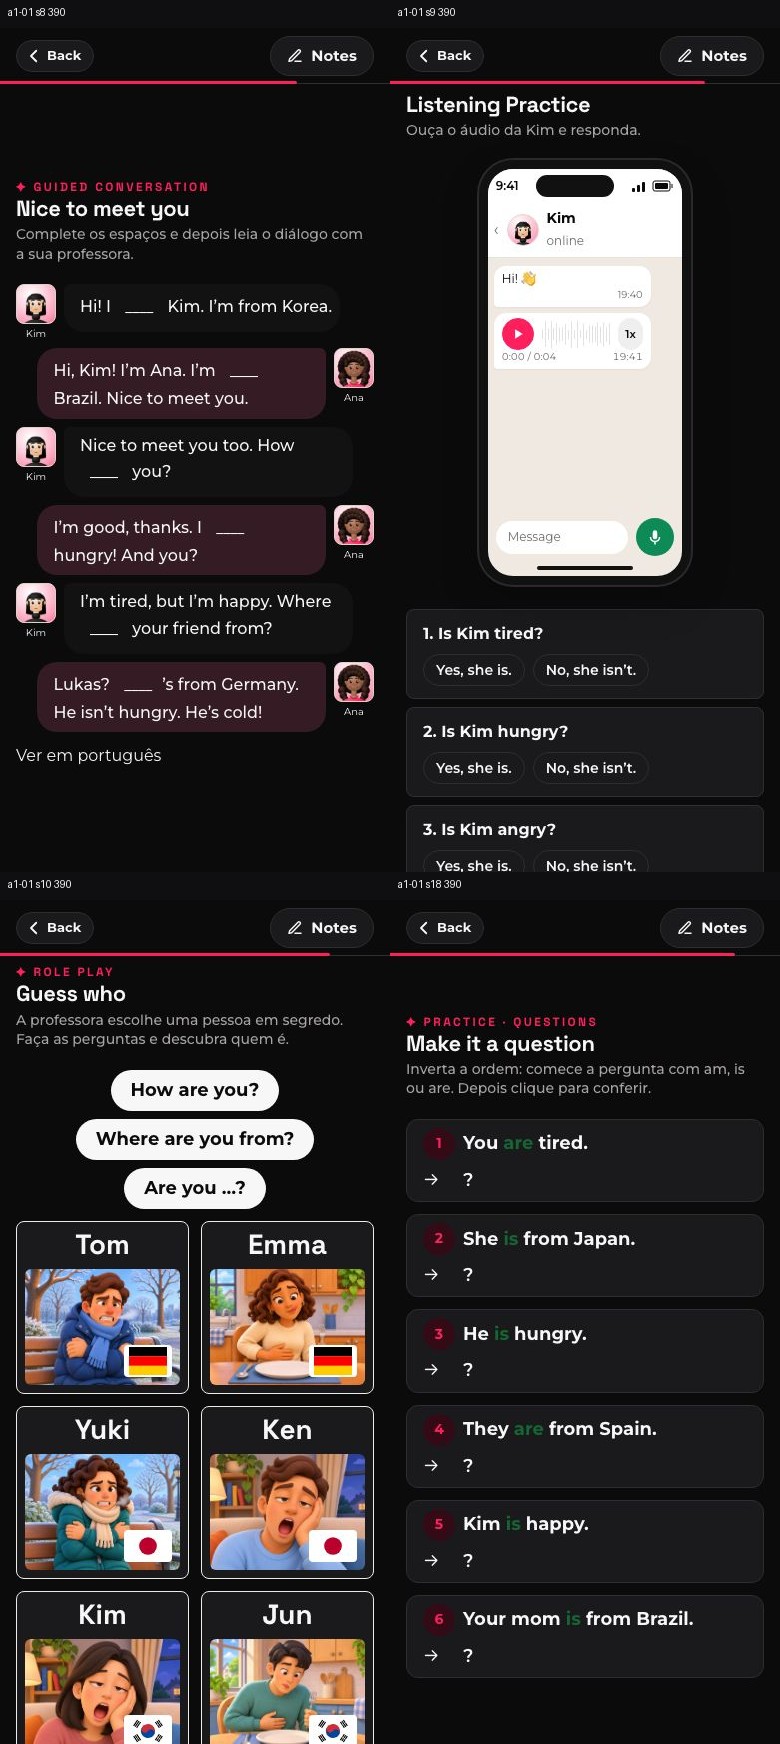 a1-01 s8 390
Back
Notes
✦ GUIDED CONVERSATION
Nice to meet you
Complete os espaços e depois leia o diálogo com
a sua professora.
Hi! I ____ Kim. I'm from Korea.
Kim
Hi, Kim! I'm Ana. I'm ____
Brazil. Nice to meet you.
Ana
Nice to meet you too. How
____ you?
Kim
I'm good, thanks. I ____
hungry! And you?
Ana
I'm tired, but I'm happy. Where
____ your friend from?
Kim
Lukas? ____ 's from Germany.
He isn't hungry. He's cold!
Ana
Ver em português
a1-01 s9 390
Back
Notes
Listening Practice
Ouça o áudio da Kim e responda.
9:41
Kim
online
Hi! 👋
19:40
1x
0:00 / 0:04 19:41
Message
1. Is Kim tired?
Yes, she is. No, she isn't.
2. Is Kim hungry?
Yes, she is. No, she isn't.
3. Is Kim angry?
Yes, she is. No, she isn't.
a1-01 s10 390
Back
Notes
✦ ROLE PLAY
Guess who
A professora escolhe uma pessoa em segredo.
Faça as perguntas e descubra quem é.
How are you?
Where are you from?
Are you ...?
Tom
Emma
Yuki
Ken
Kim
Jun
a1-01 s18 390
Back
Notes
✦ PRACTICE · QUESTIONS
Make it a question
Inverta a ordem: comece a pergunta com am, is
ou are. Depois clique para conferir.
1 You are tired.
→ ?
2 She is from Japan.
→ ?
3 He is hungry.
→ ?
4 They are from Spain.
→ ?
5 Kim is happy.
→ ?
6 Your mom is from Brazil.
→ ?